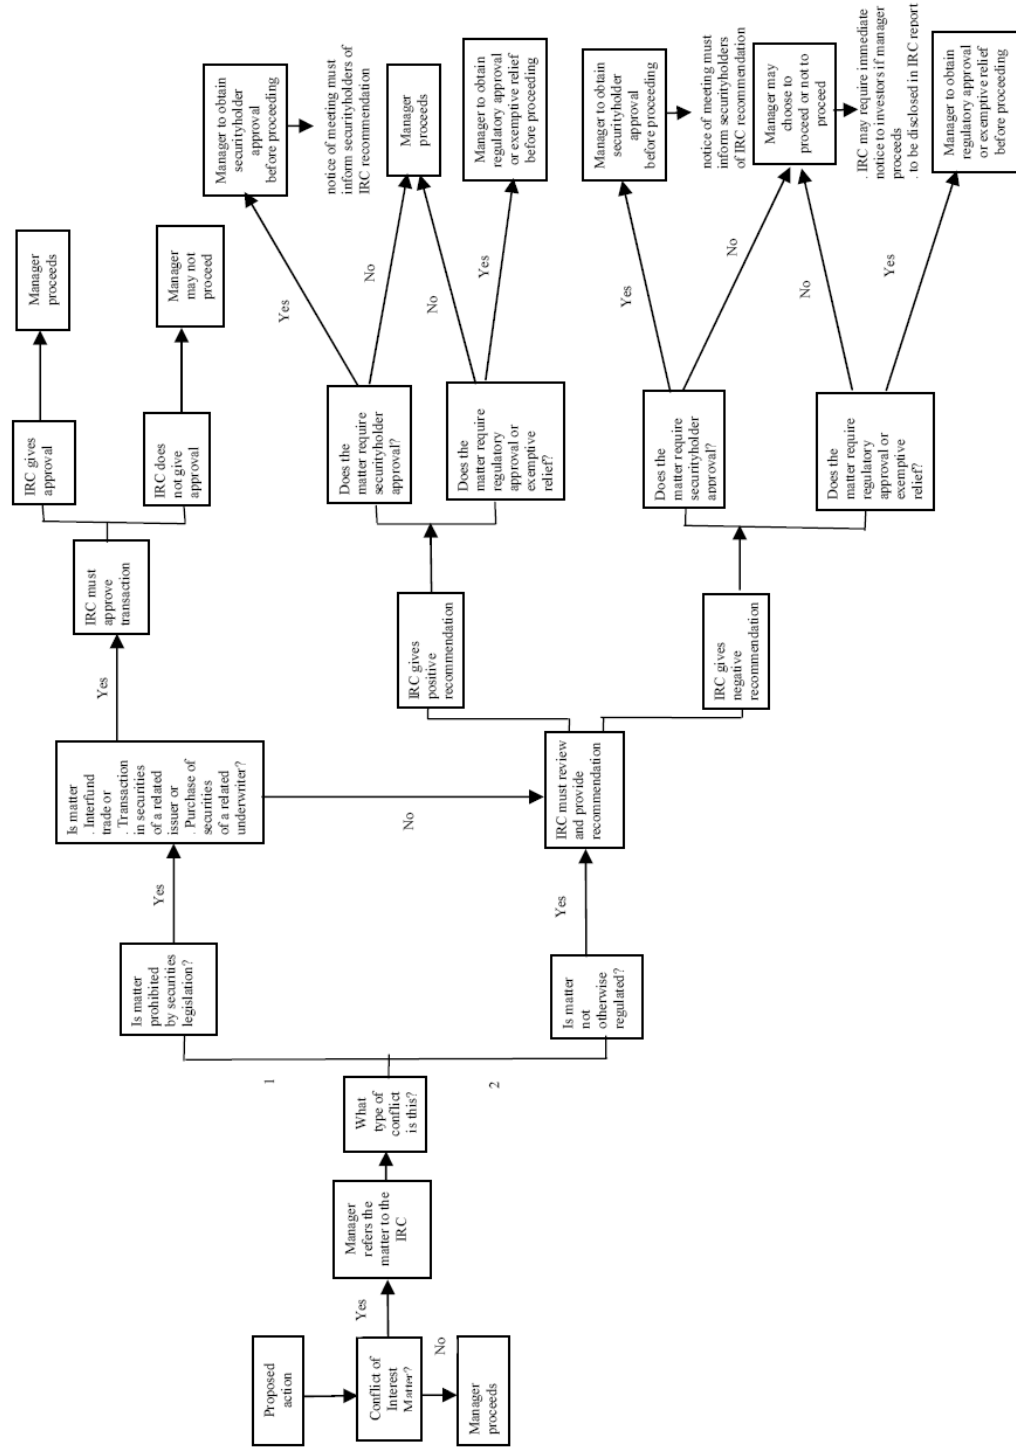 Proposed
action
Conflict of
Interest
Matter?
No
Manager
proceeds
Yes
Manager
refers the
matter to the
IRC
What
type of
conflict
is this?
1
2
Is matter
prohibited
by securities
legislation?
Yes
Is matter
. Interfund
trade or
. Transaction
in securities
of a related
issuer or
. Purchase of
securities
of a related
underwriter?
Yes
IRC must
approve
transaction
IRC gives
approval
Manager
proceeds
IRC does
not give
approval
Manager
may not
proceed
No
Is matter
not
otherwise
regulated?
Yes
IRC must review
and provide
recommendation
IRC gives
positive
recommendation
Does the
matter require
securityholder
approval?
Yes
Manager to obtain
securityholder
approval
before proceeding
notice of meeting must
inform securityholders of
IRC recommendation
No
Manager
proceeds
No
Does the
matter require
regulatory
approval or
exemptive
relief?
Yes
Manager to obtain
regulatory approval
or exemptive relief
before proceeding
IRC gives
negative
recommendation
Does the
matter require
securityholder
approval?
Yes
Manager to obtain
securityholder
approval
before proceeding
notice of meeting must
inform securityholders
of IRC recommendation
No
Manager may
choose to
proceed or not to
proceed
. IRC may require immediate
notice to investors if manager
proceeds
. to be disclosed in IRC report
No
Does the
matter require
regulatory
approval or
exemptive
relief?
Yes
Manager to obtain
regulatory approval
or exemptive relief
before proceeding